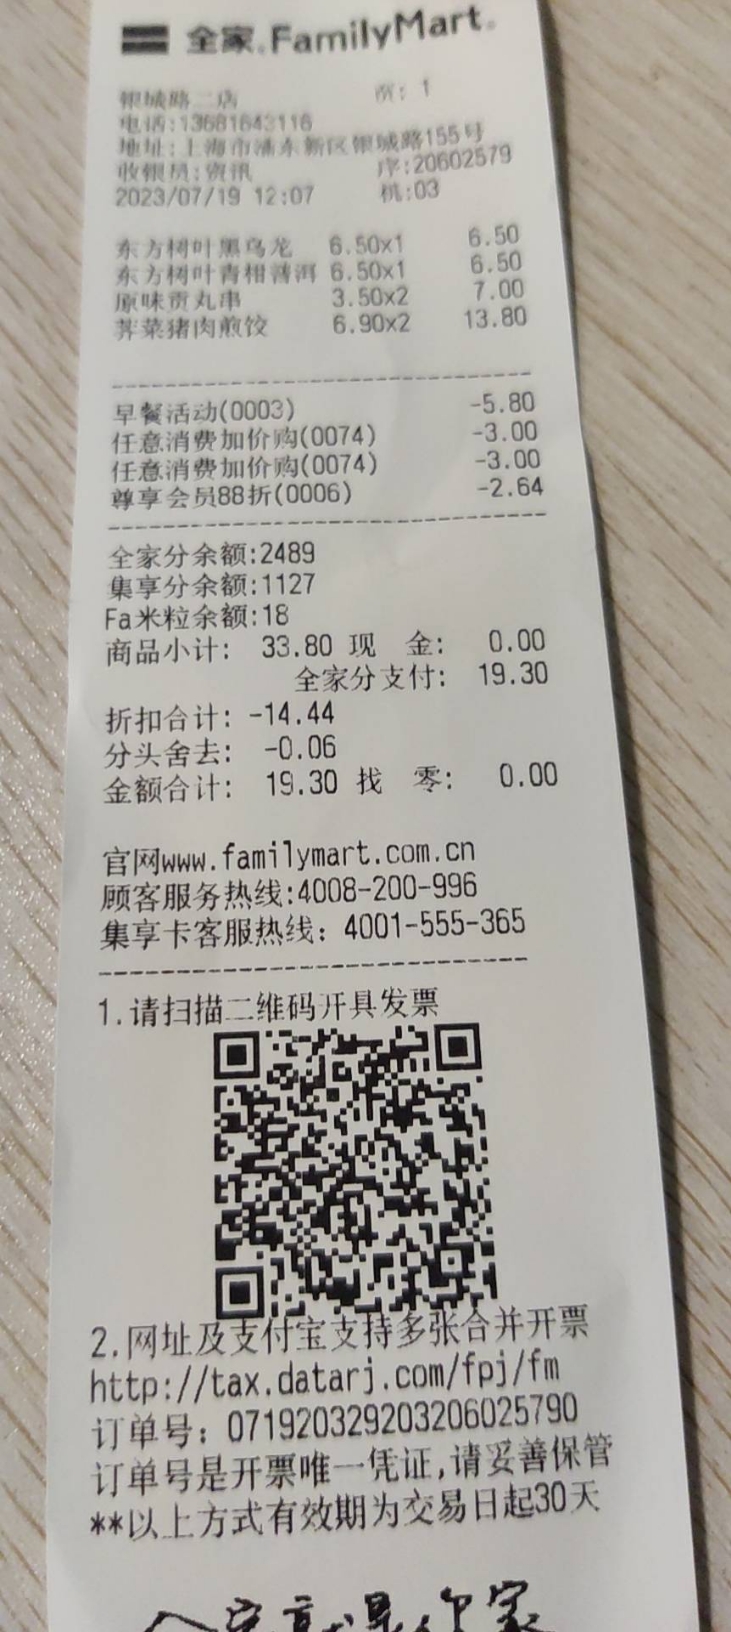 全家 FamilyMart
银城路二店 页: 1
电话:13681643116
地址:上海市浦东新区银城路155号
收银员:资讯 序:20602579
2023/07/19 12:07 机:03
东方树叶黑乌龙 6.50x1 6.50
东方树叶青柑普洱 6.50x1 6.50
原味贡丸串 3.50x2 7.00
荠菜猪肉煎饺 6.90x2 13.80
早餐活动(0003) -5.80
任意消费加价购(0074) -3.00
任意消费加价购(0074) -3.00
尊享会员88折(0006) -2.64
全家分余额:2489
集享分余额:1127
Fa米粒余额:18
商品小计: 33.80 现 金: 0.00
全家分支付: 19.30
折扣合计: -14.44
分头舍去: -0.06
金额合计: 19.30 找 零: 0.00
官网www.familymart.com.cn
顾客服务热线:4008-200-996
集享卡客服热线: 4001-555-365
1.请扫描二维码开具发票
2.网址及支付宝支持多张合并开票
http://tax.datarj.com/fpj/fm
订单号: 071920329203206025790
订单号是开票唯一凭证,请妥善保管
**以上方式有效期为交易日起30天
全家就是你家